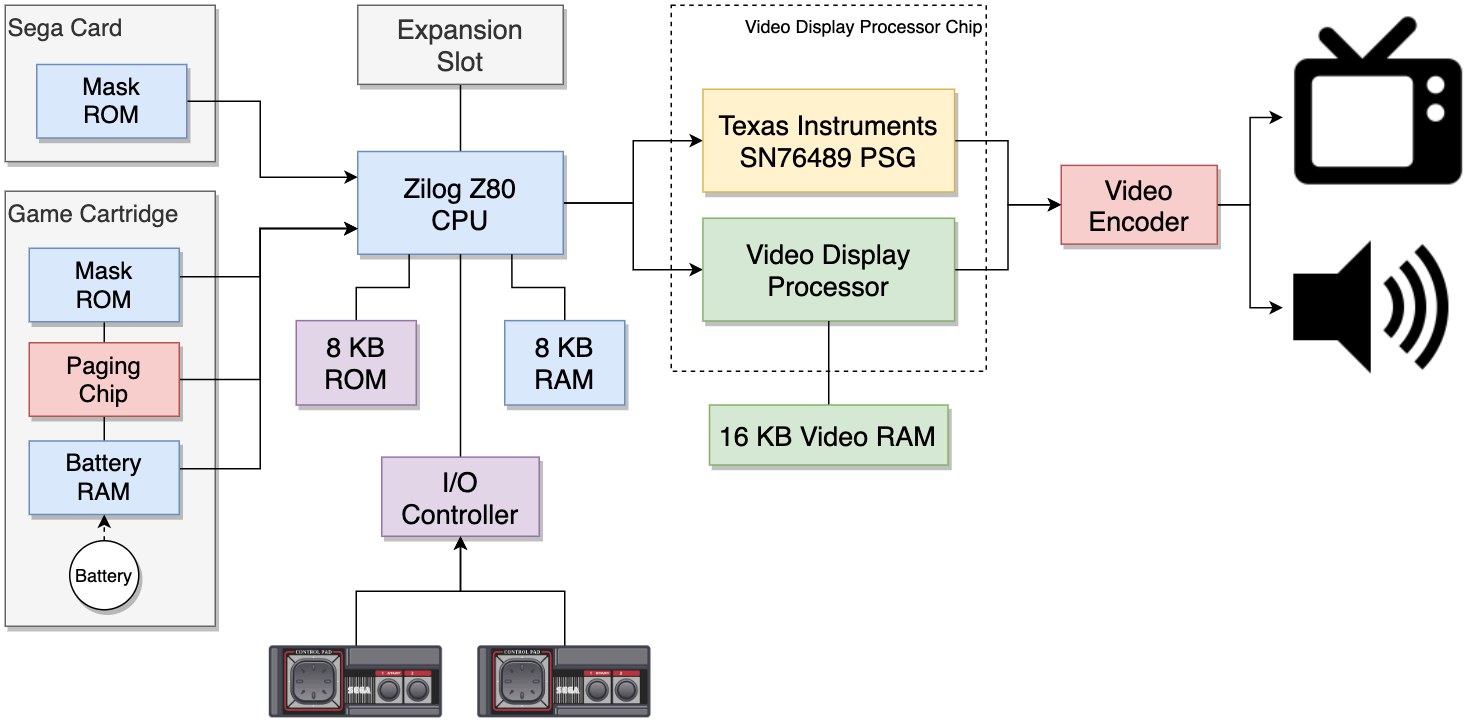 Sega Card
Mask
ROM
Game Cartridge
Mask
ROM
Paging
Chip
Battery
RAM
Battery
Expansion
Slot
Zilog Z80
CPU
8 KB
ROM
8 KB
RAM
I/O
Controller
CONTROL PAD
1 START 2
SEGA
CONTROL PAD
1 START 2
SEGA
Video Display Processor Chip
Texas Instruments
SN76489 PSG
Video Display
Processor
16 KB Video RAM
Video
Encoder